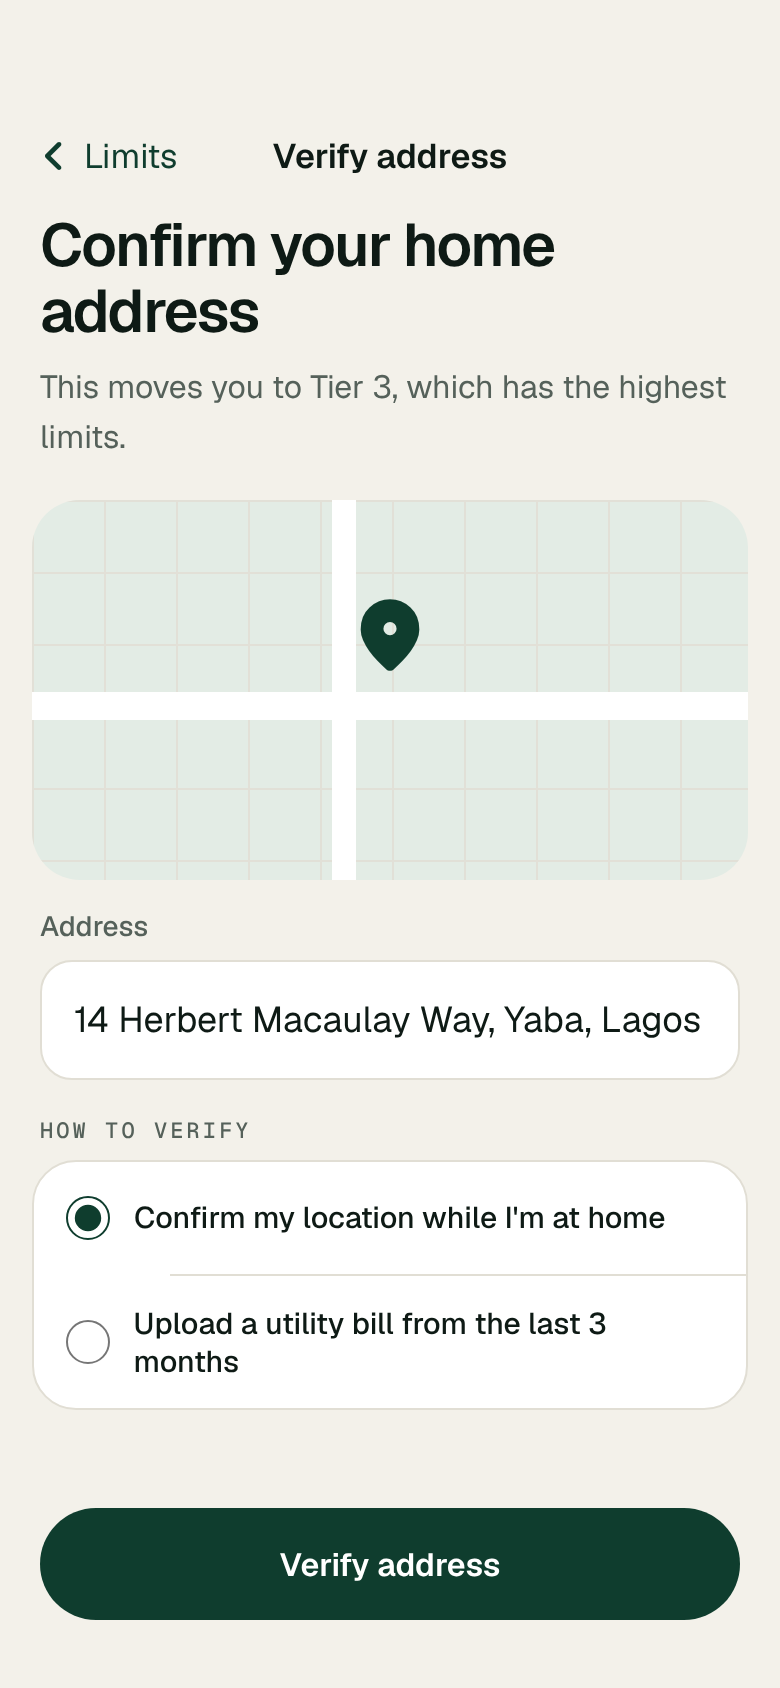 Limits
Verify address
Confirm your home
address
This moves you to Tier 3, which has the highest
limits.
Address
14 Herbert Macaulay Way, Yaba, Lagos
HOW TO VERIFY
Confirm my location while I'm at home
Upload a utility bill from the last 3
months
Verify address